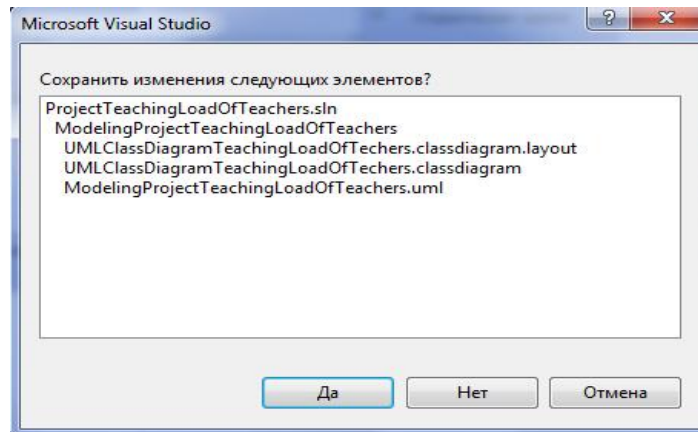 Microsoft Visual Studio
Сохранить изменения следующих элементов?
ProjectTeachingLoadOfTeachers.sln
ModelingProjectTeachingLoadOfTeachers
UMLClassDiagramTeachingLoadOfTechers.classdiagram.layout
UMLClassDiagramTeachingLoadOfTechers.classdiagram
ModelingProjectTeachingLoadOfTeachers.uml
Да Нет Отмена